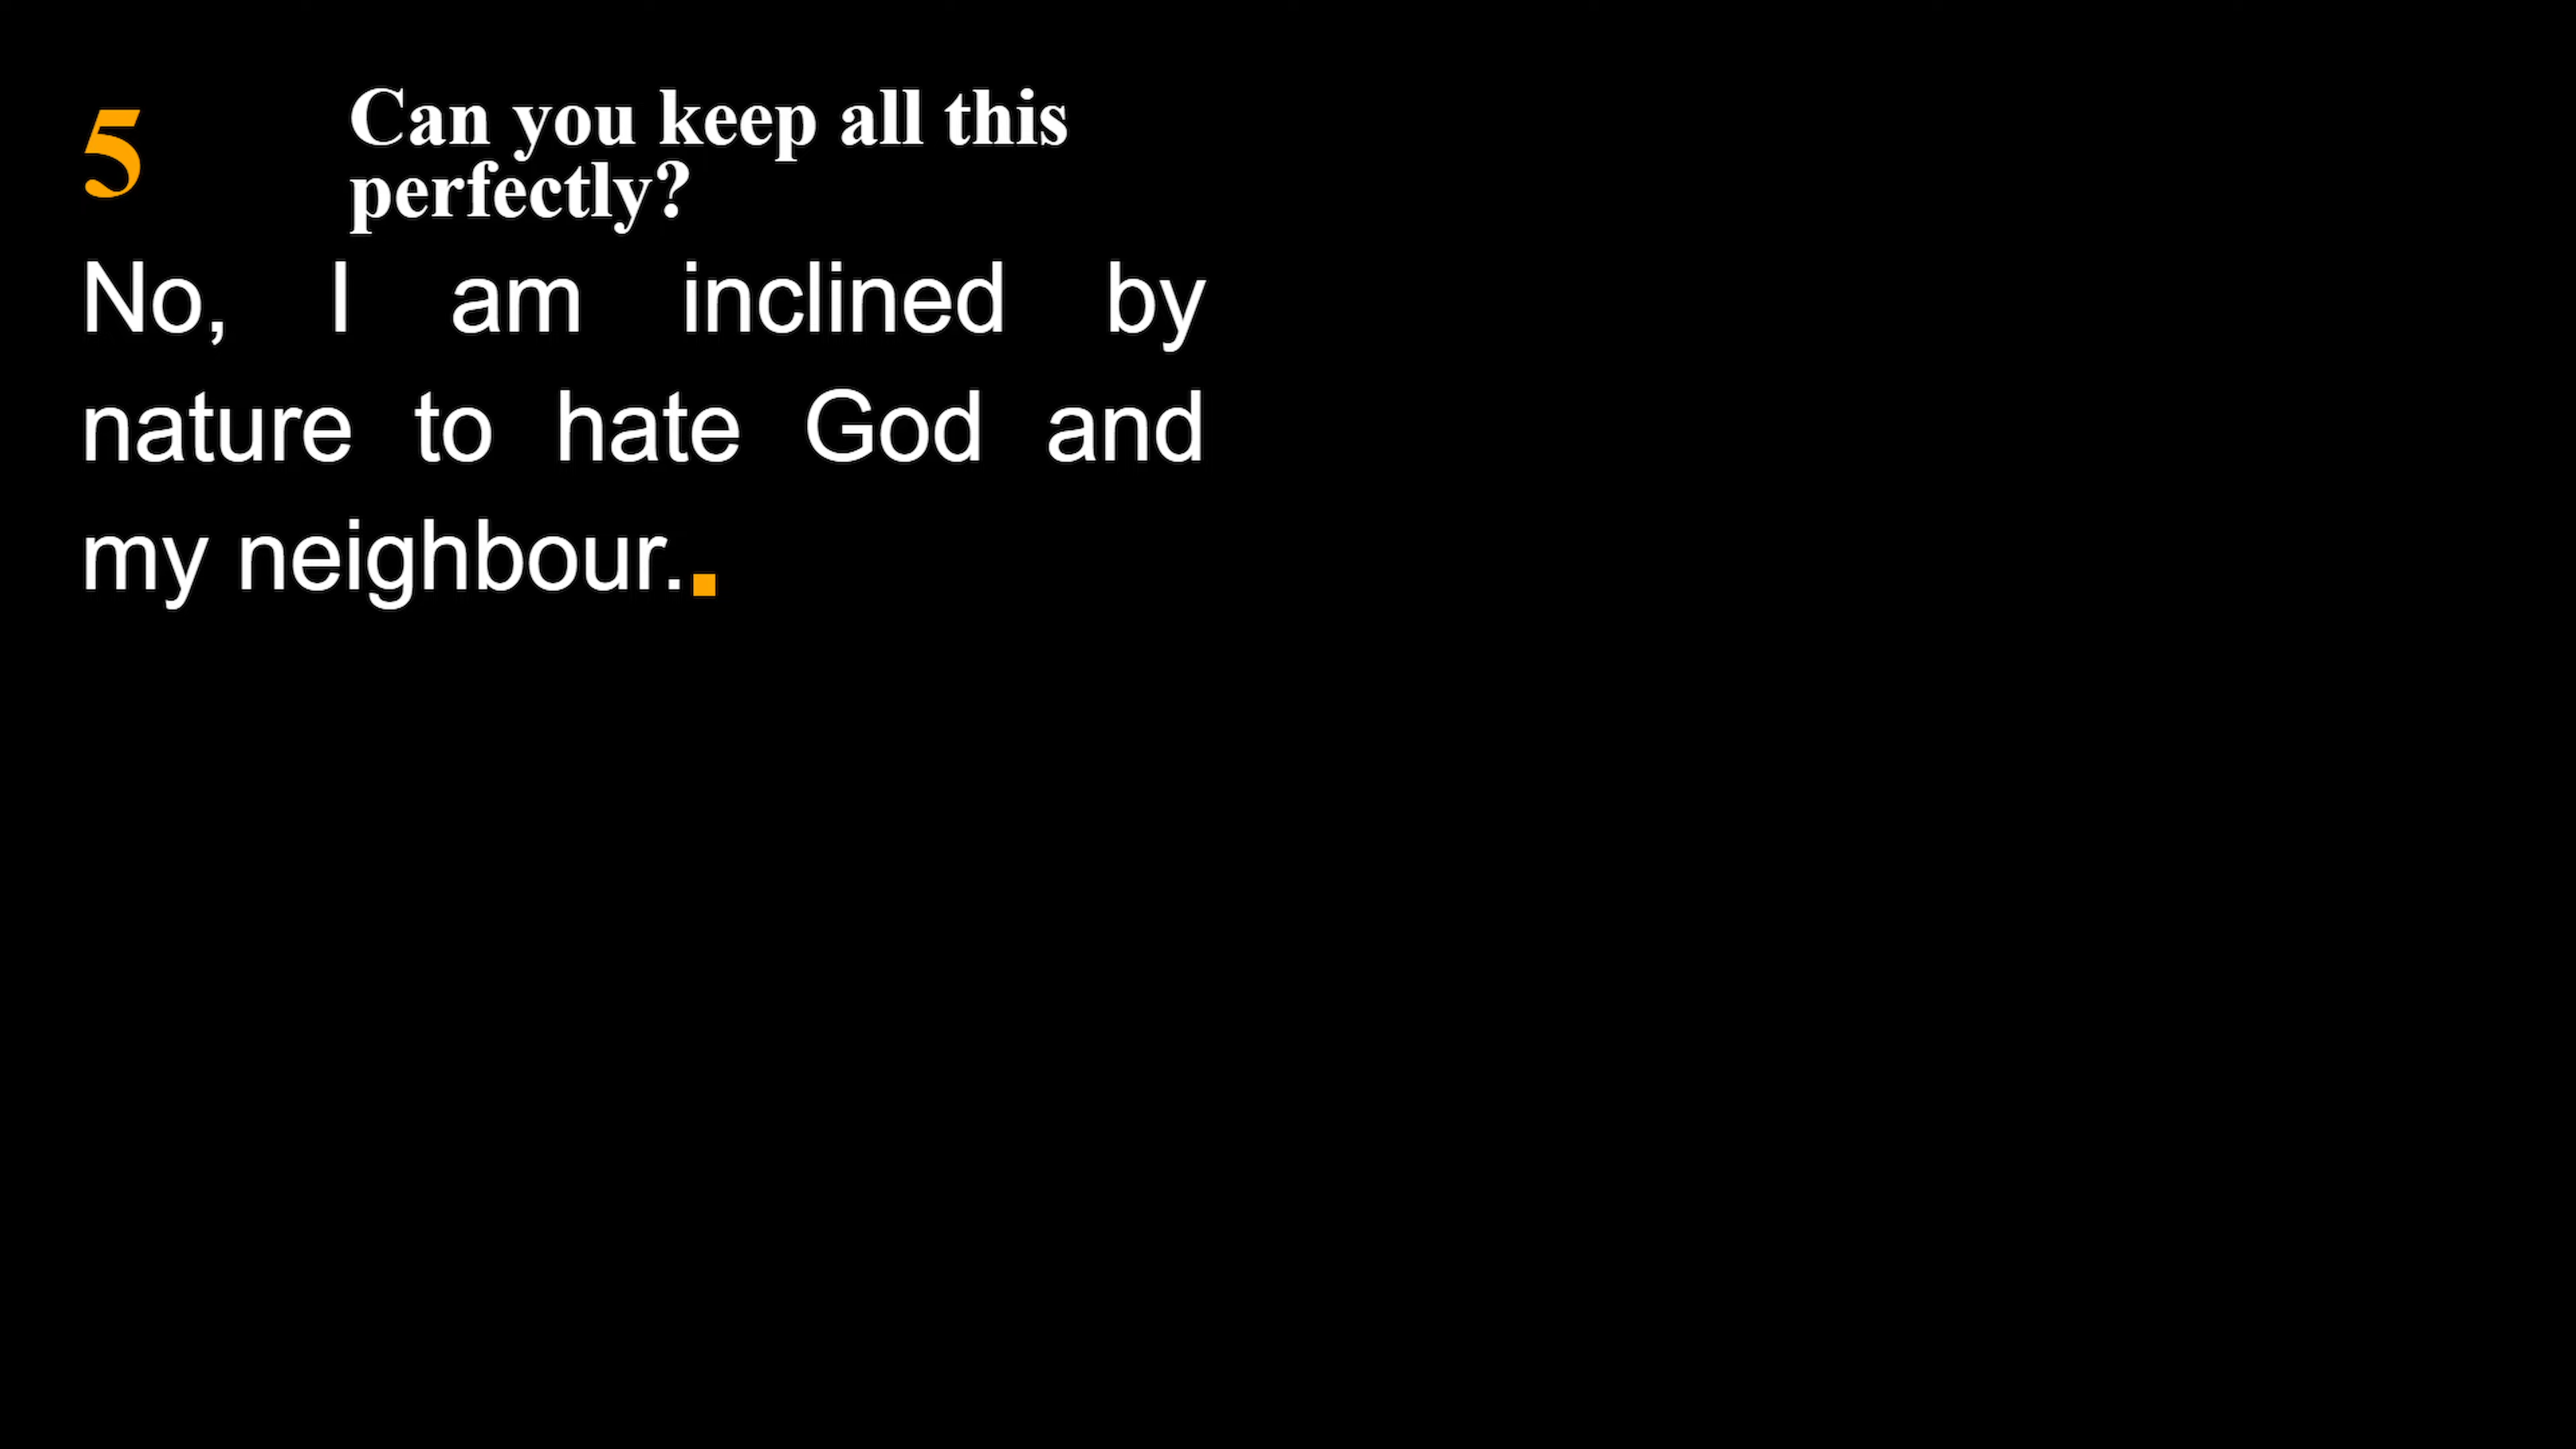 5
Can you keep all this
perfectly?
No, I am inclined by
nature to hate God and
my neighbour..